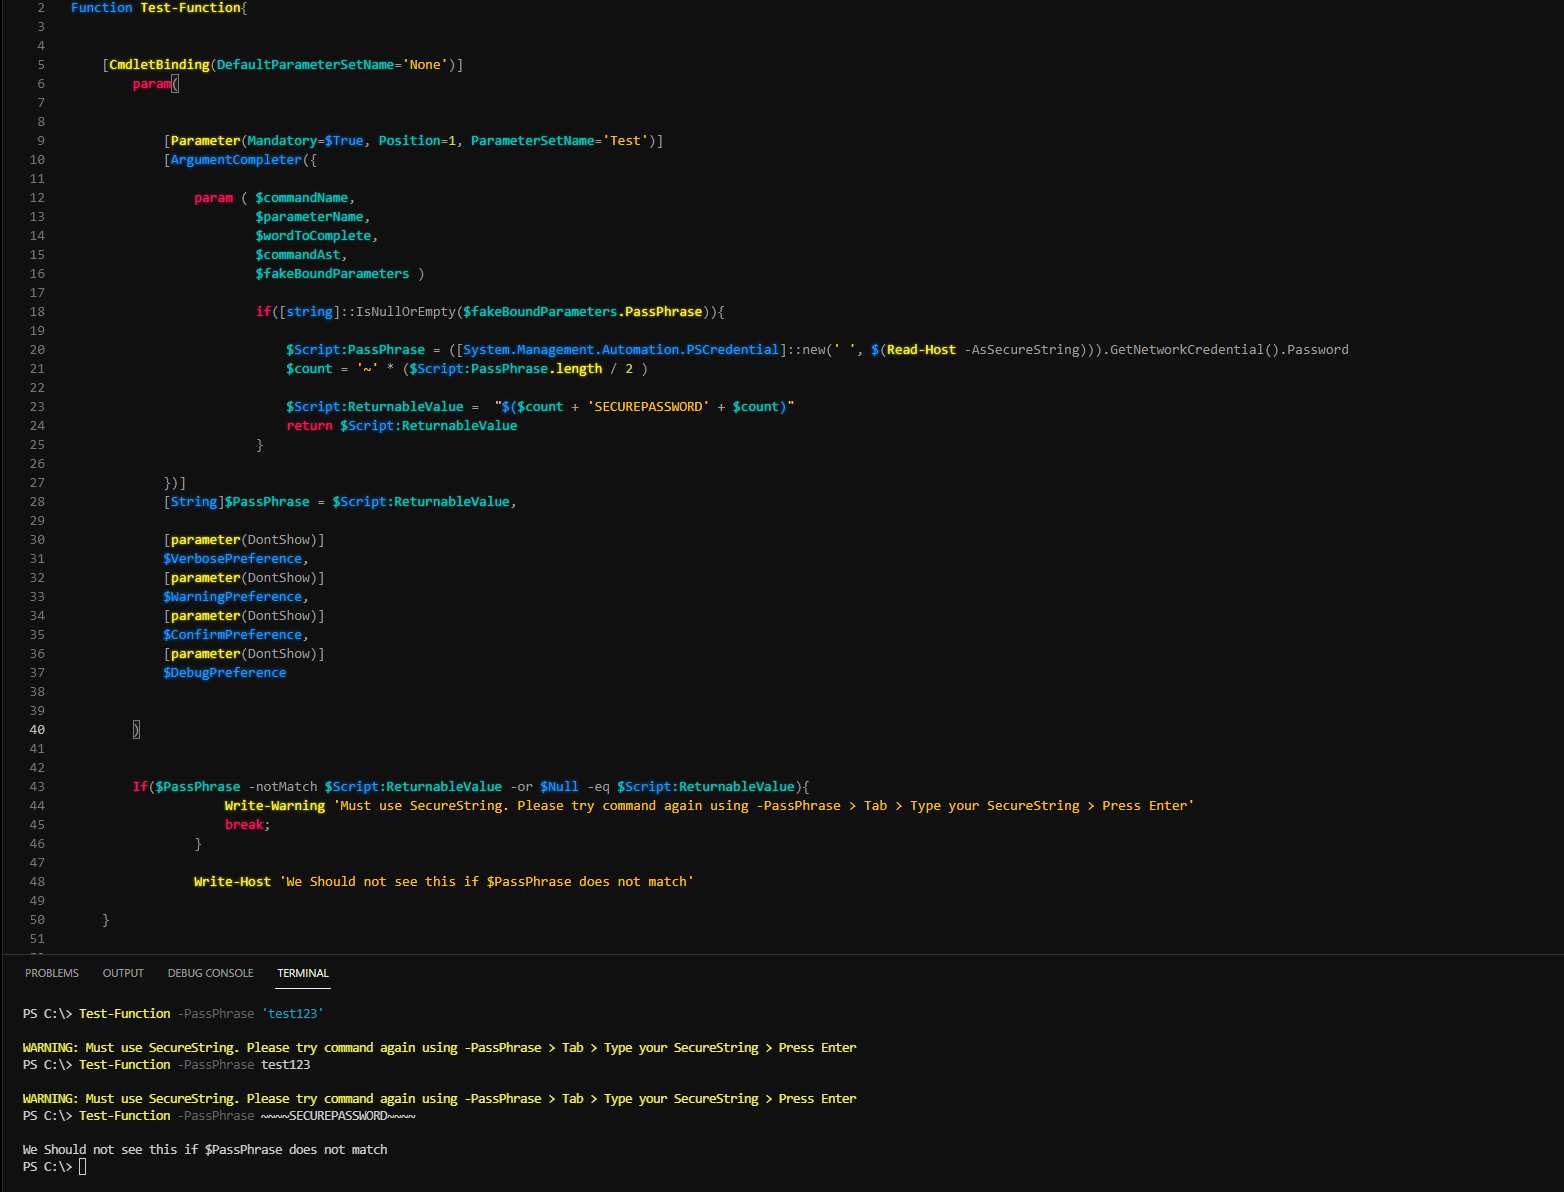 2 Function Test-Function{
3
4
5 [CmdletBinding(DefaultParameterSetName='None')]
6 param(
7
8
9 [Parameter(Mandatory=$True, Position=1, ParameterSetName='Test')]
10 [ArgumentCompleter({
11
12 param ( $commandName,
13 $parameterName,
14 $wordToComplete,
15 $commandAst,
16 $fakeBoundParameters )
17
18 if([string]::IsNullOrEmpty($fakeBoundParameters.PassPhrase)){
19
20 $Script:PassPhrase = ([System.Management.Automation.PSCredential]::new(' ', $(Read-Host -AsSecureString))).GetNetworkCredential().Password
21 $count = '~' * ($Script:PassPhrase.length / 2 )
22
23 $Script:ReturnableValue =  "$($count + 'SECUREPASSWORD' + $count)"
24 return $Script:ReturnableValue
25 }
26
27 })]
28 [String]$PassPhrase = $Script:ReturnableValue,
29
30 [parameter(DontShow)]
31 $VerbosePreference,
32 [parameter(DontShow)]
33 $WarningPreference,
34 [parameter(DontShow)]
35 $ConfirmPreference,
36 [parameter(DontShow)]
37 $DebugPreference
38
39
40 )
41
42
43 If($PassPhrase -notMatch $Script:ReturnableValue -or $Null -eq $Script:ReturnableValue){
44 Write-Warning 'Must use SecureString. Please try command again using -PassPhrase > Tab > Type your SecureString > Press Enter'
45 break;
46 }
47
48 Write-Host 'We Should not see this if $PassPhrase does not match'
49
50 }
51
PROBLEMS OUTPUT DEBUG CONSOLE TERMINAL
PS C:\> Test-Function -PassPhrase 'test123'
WARNING: Must use SecureString. Please try command again using -PassPhrase > Tab > Type your SecureString > Press Enter
PS C:\> Test-Function -PassPhrase test123
WARNING: Must use SecureString. Please try command again using -PassPhrase > Tab > Type your SecureString > Press Enter
PS C:\> Test-Function -PassPhrase ~~~~SECUREPASSWORD~~~~
We Should not see this if $PassPhrase does not match
PS C:\>